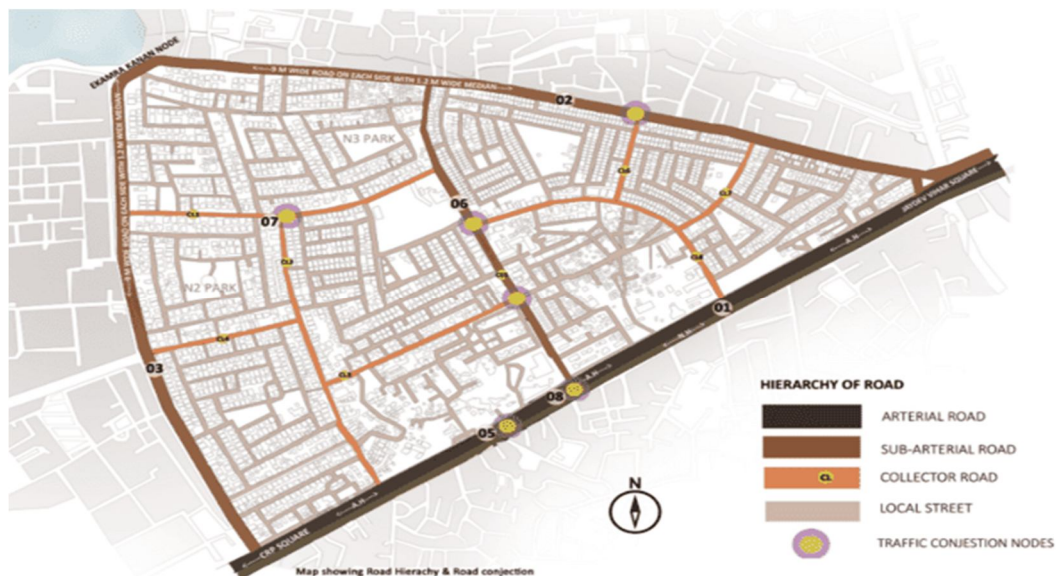 EKAMRA KANAN NODE
<----9 M WIDE ROAD ON EACH SIDE WITH 1.2 M WIDE MEDIAN---->
02
N3 PARK
JAYDEV VIHAR SQUARE
06
07
N2 PARK
01
03
08
05
HIERARCHY OF ROAD
ARTERIAL ROAD
SUB-ARTERIAL ROAD
CL
COLLECTOR ROAD
N
LOCAL STREET
TRAFFIC CONJESTION NODES
CRP SQUARE
Map showing Road Hierachy & Road conjection